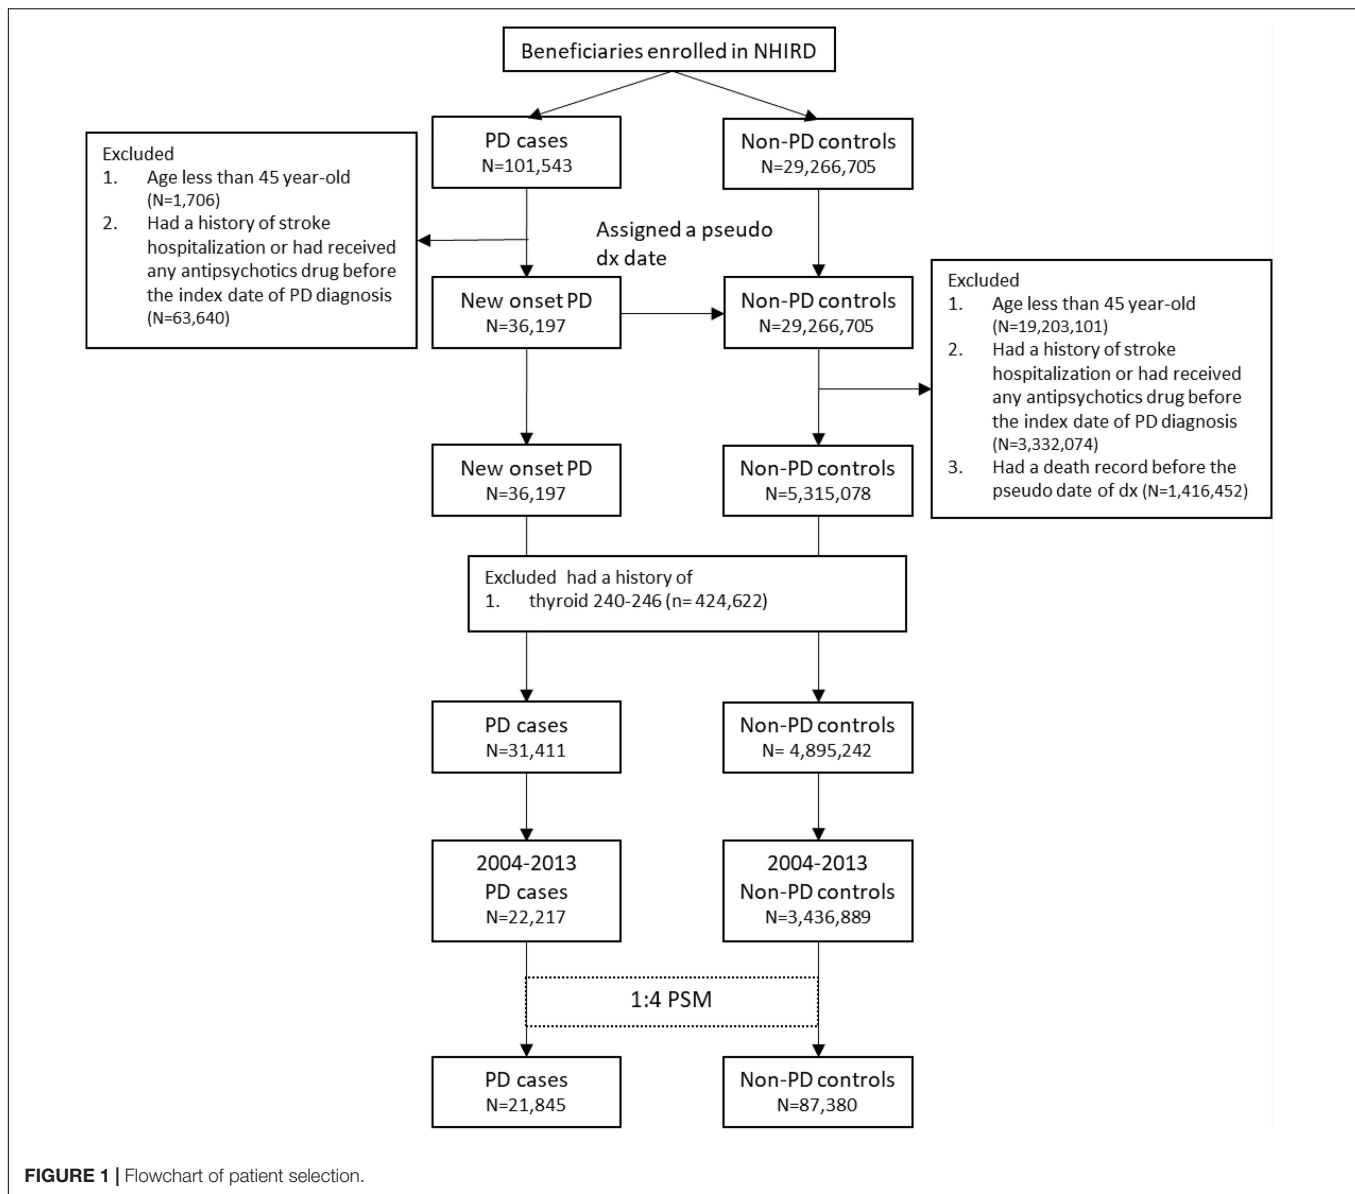 Beneficiaries enrolled in NHIRD
PD cases
N=101,543
Non-PD controls
N=29,266,705
Excluded
1. Age less than 45 year-old
(N=1,706)
2. Had a history of stroke
hospitalization or had received
any antipsychotics drug before
the index date of PD diagnosis
(N=63,640)
Assigned a pseudo
dx date
New onset PD
N=36,197
Non-PD controls
N=29,266,705
Excluded
1. Age less than 45 year-old
(N=19,203,101)
2. Had a history of stroke
hospitalization or had received
any antipsychotics drug before
the index date of PD diagnosis
(N=3,332,074)
3. Had a death record before the
pseudo date of dx (N=1,416,452)
New onset PD
N=36,197
Non-PD controls
N=5,315,078
Excluded had a history of
1. thyroid 240-246 (n= 424,622)
PD cases
N=31,411
Non-PD controls
N= 4,895,242
2004-2013
PD cases
N=22,217
2004-2013
Non-PD controls
N=3,436,889
1:4 PSM
PD cases
N=21,845
Non-PD controls
N=87,380
FIGURE 1 | Flowchart of patient selection.